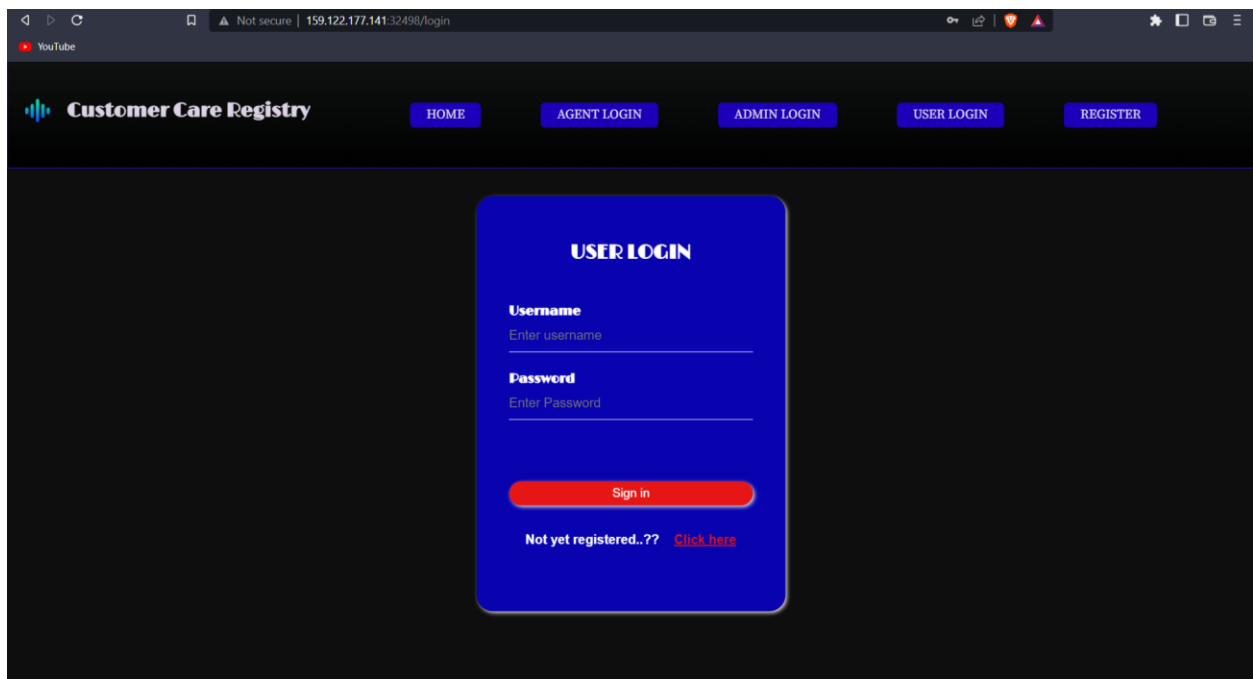 Not secure | 159.122.177.141:32498/login
YouTube
Customer Care Registry
HOME
AGENT LOGIN
ADMIN LOGIN
USER LOGIN
REGISTER
USER LOGIN
Username
Enter username
Password
Enter Password
Sign in
Not yet registered..?? Click here